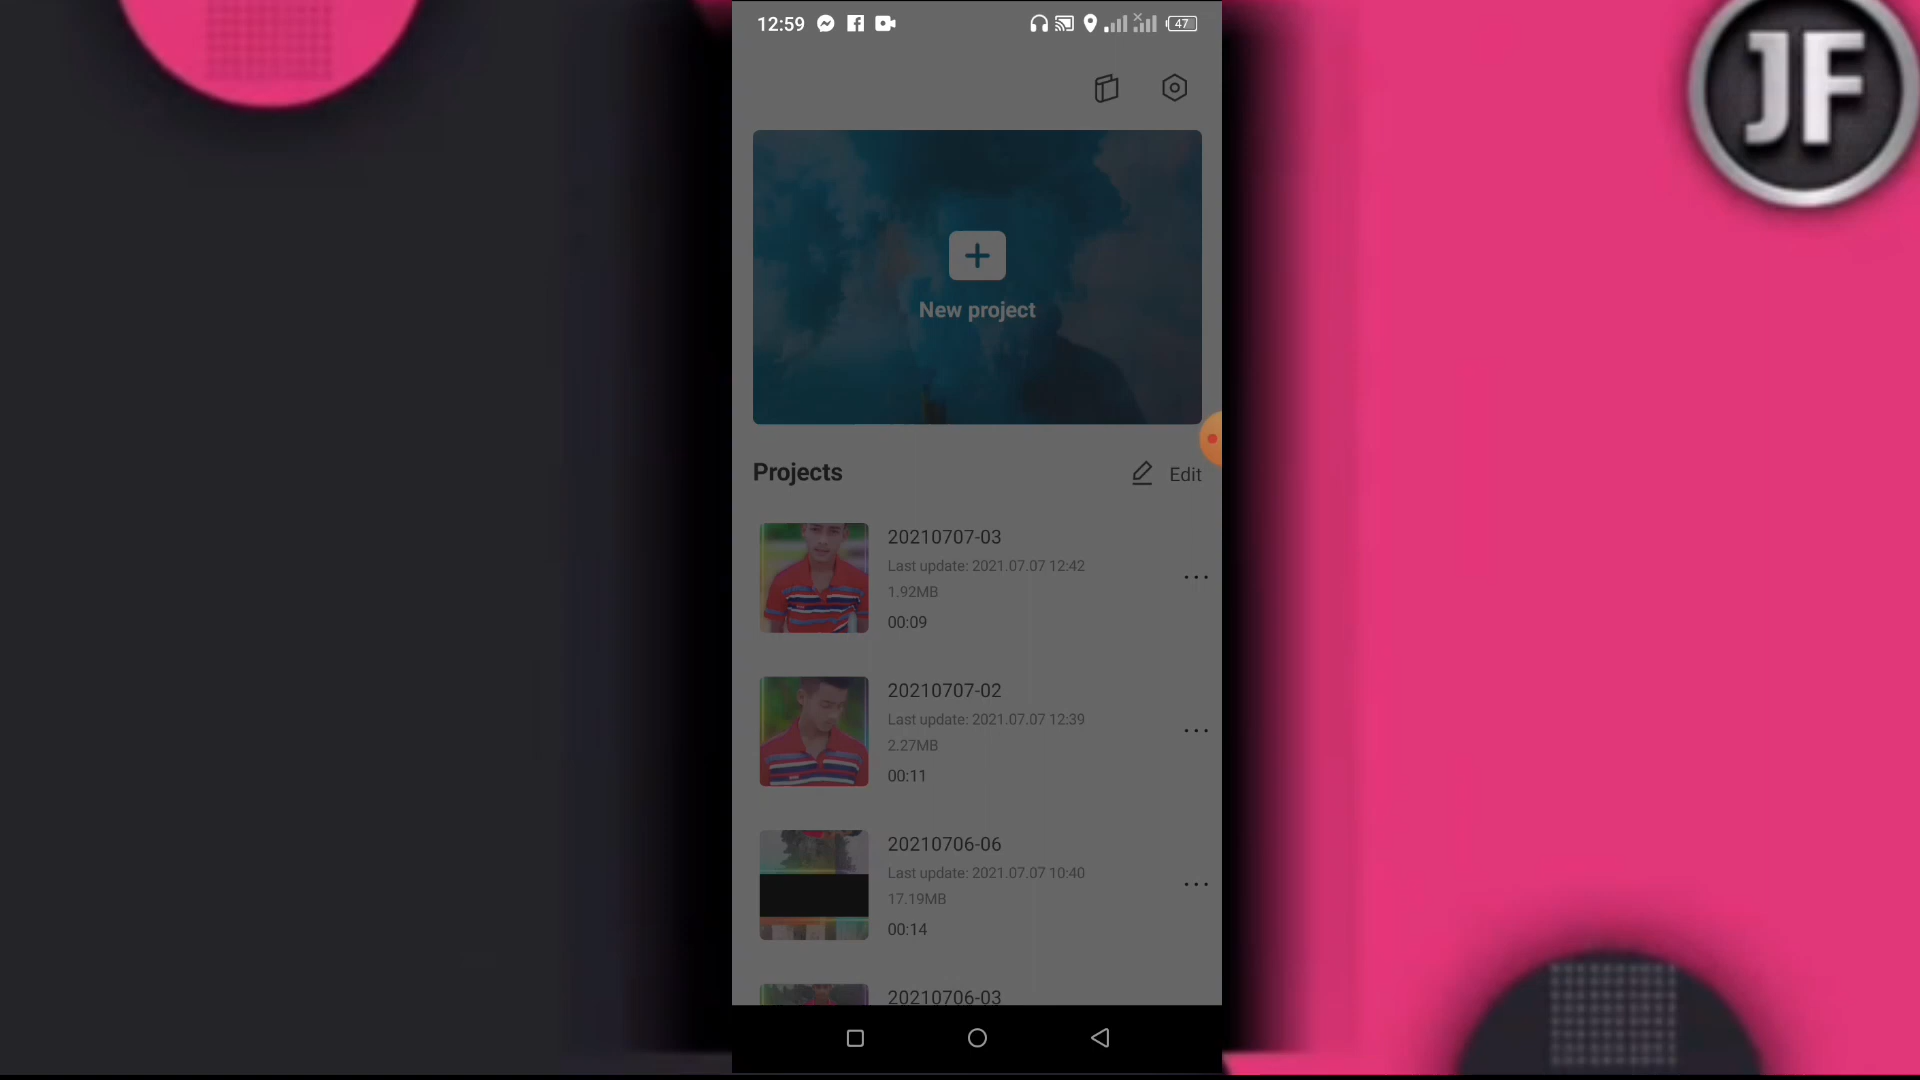 12:59
47
JF
New project
Projects
Edit
20210707-03
Last update: 2021.07.07 12:42
1.92MB
00:09
20210707-02
Last update: 2021.07.07 12:39
2.27MB
00:11
20210706-06
Last update: 2021.07.07 10:40
17.19MB
00:14
20210706-03